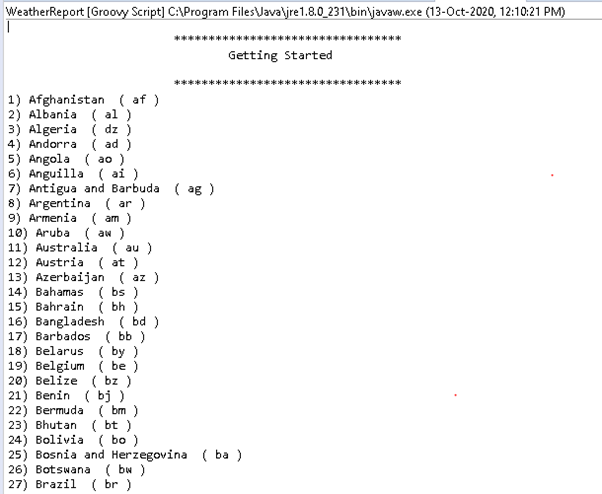 WeatherReport [Groovy Script] C:\Program Files\Java\jre1.8.0_231\bin\javaw.exe (13-Oct-2020, 12:10:21 PM)
*********************************
Getting Started
*********************************
1) Afghanistan ( af )
2) Albania ( al )
3) Algeria ( dz )
4) Andorra ( ad )
5) Angola ( ao )
6) Anguilla ( ai )
7) Antigua and Barbuda ( ag )
8) Argentina ( ar )
9) Armenia ( am )
10) Aruba ( aw )
11) Australia ( au )
12) Austria ( at )
13) Azerbaijan ( az )
14) Bahamas ( bs )
15) Bahrain ( bh )
16) Bangladesh ( bd )
17) Barbados ( bb )
18) Belarus ( by )
19) Belgium ( be )
20) Belize ( bz )
21) Benin ( bj )
22) Bermuda ( bm )
23) Bhutan ( bt )
24) Bolivia ( bo )
25) Bosnia and Herzegovina ( ba )
26) Botswana ( bw )
27) Brazil ( br )